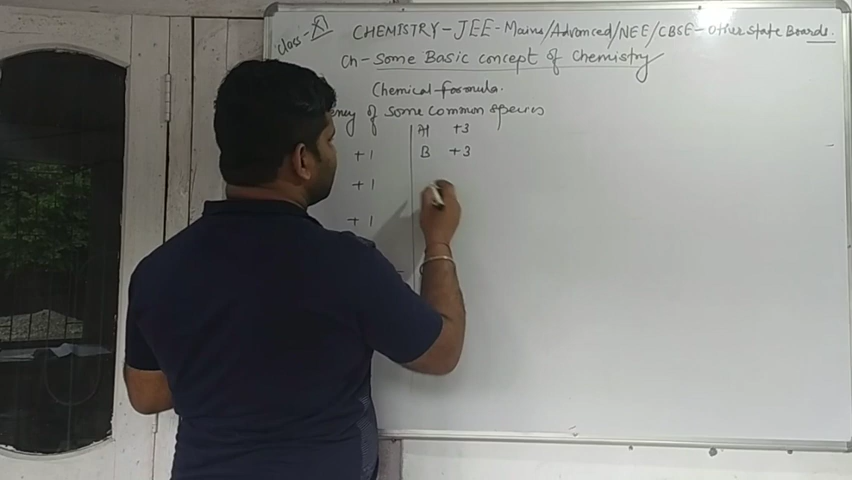 Class - XI
CHEMISTRY - JEE - Mains/Advanced/NEE/CBSE - Other State Boards.
Ch - Some Basic concept of Chemistry
Chemical formula.
ency of Some common species
Al +3
+1 B +3
+1
+1